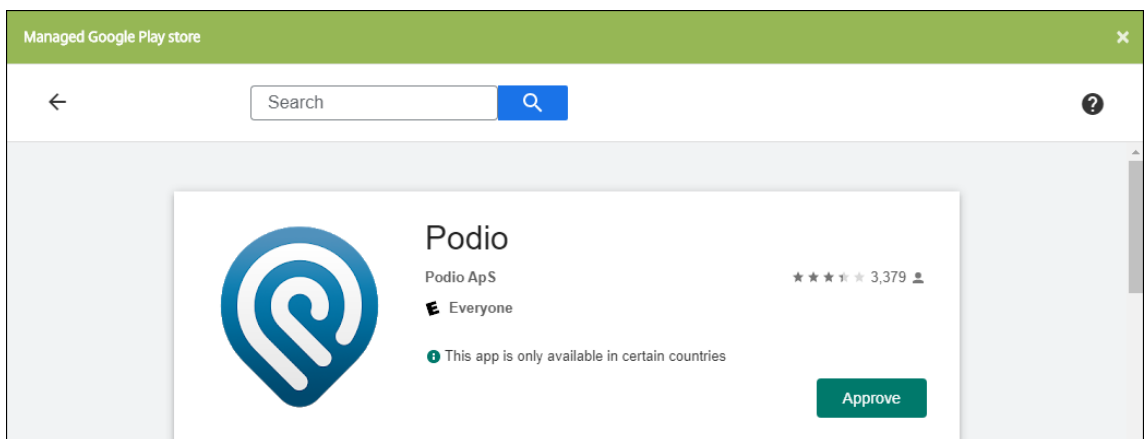 Managed Google Play store
Search
Podio
Podio ApS
3,379
Everyone
This app is only available in certain countries
Approve